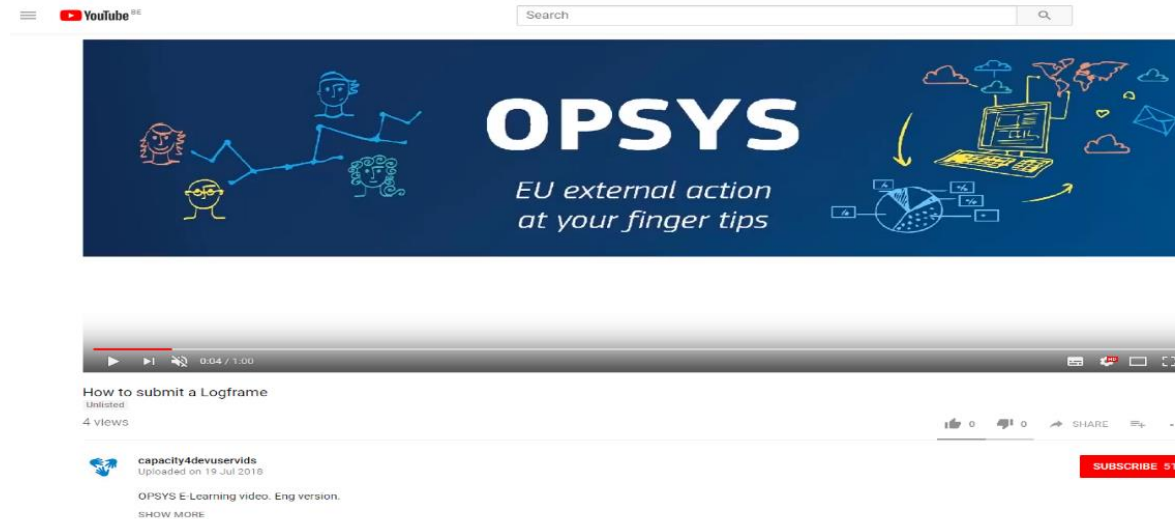 YouTube BE
Search
OPSYS
EU external action
at your finger tips
0:04 / 1:00
HD
How to submit a Logframe
Unlisted
4 views
0 0 SHARE
capacity4devuservids
Uploaded on 19 Jul 2018
SUBSCRIBE
OPSYS E-Learning video. Eng version.
SHOW MORE